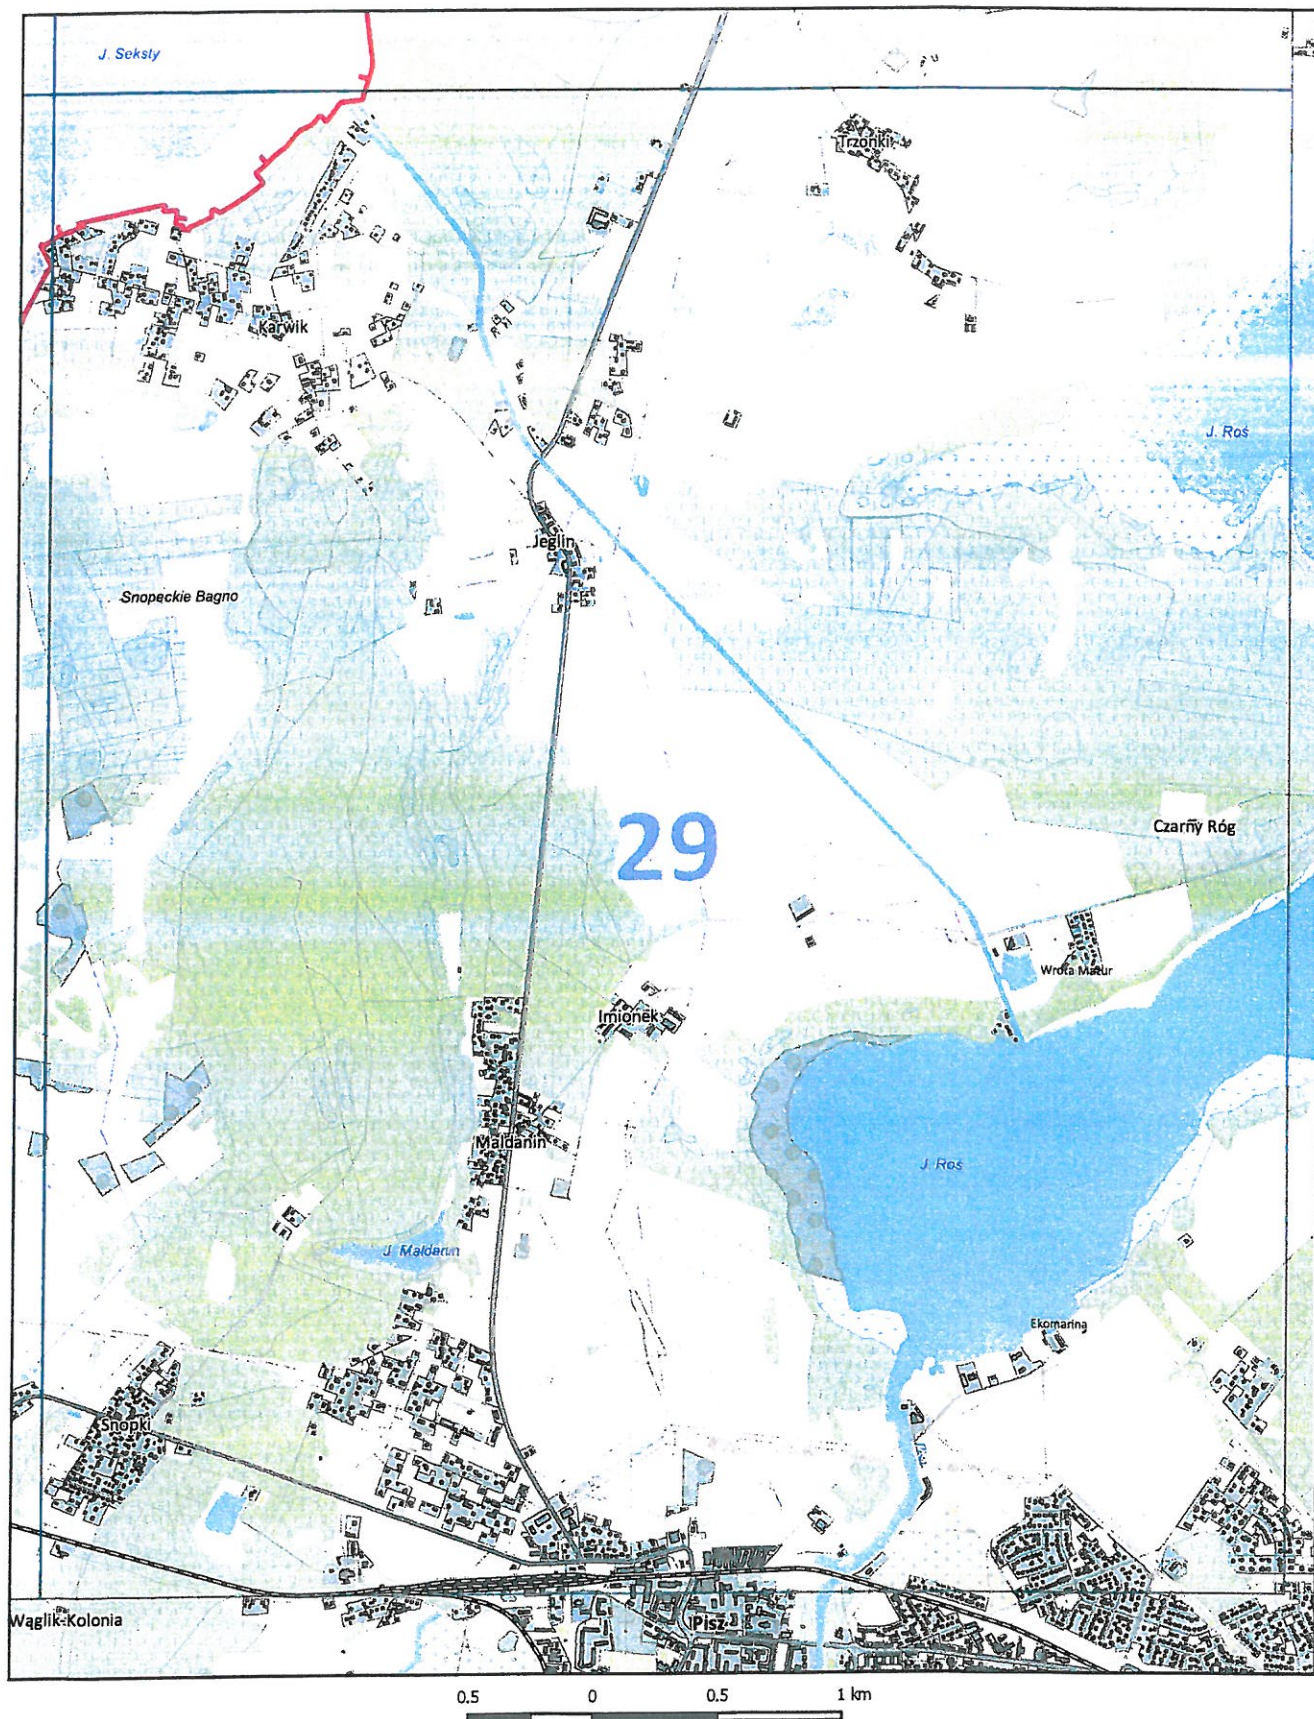 J. Seksty
Trzonki
Karwik
J. Roś
Jeglin
Snopeckie Bagno
29
Czarny Róg
Wrota Mazur
Imionek
Maldanin
J. Roś
J. Maldanin
Ekomarina
Snopki
Wąglik-Kolonia
Pisz
0.5 0 0.5 1 km